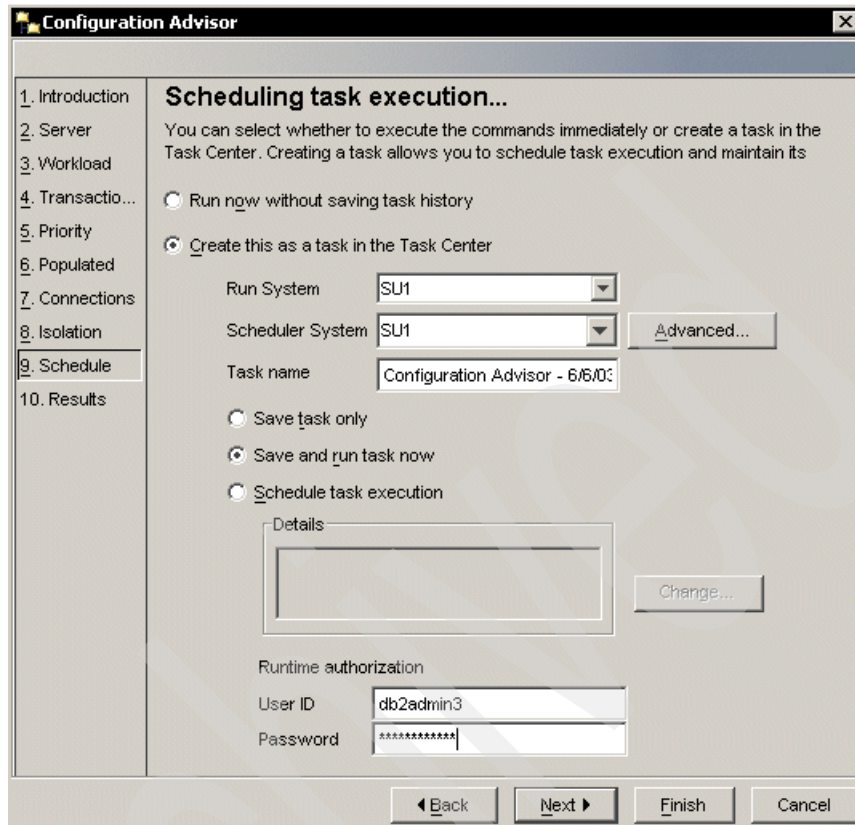 Configuration Advisor
1. Introduction
2. Server
3. Workload
4. Transactio...
5. Priority
6. Populated
7. Connections
8. Isolation
9. Schedule
10. Results
Scheduling task execution...
You can select whether to execute the commands immediately or create a task in the
Task Center. Creating a task allows you to schedule task execution and maintain its
Run now without saving task history
Create this as a task in the Task Center
Run System SU1
Scheduler System SU1 Advanced...
Task name Configuration Advisor - 6/6/03
Save task only
Save and run task now
Schedule task execution
Details
Change...
Runtime authorization
User ID db2admin3
Password ************
Back Next Finish Cancel